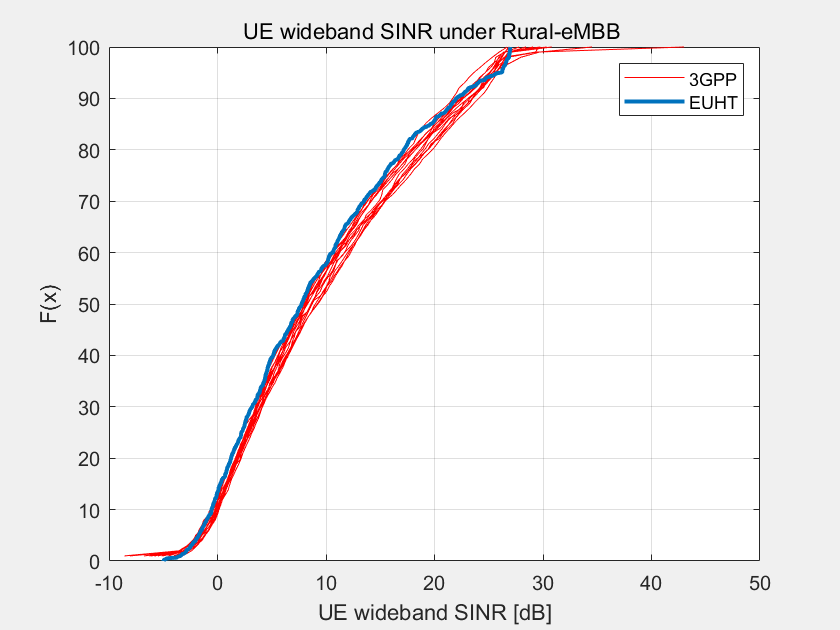 UE wideband SINR under Rural-eMBB
3GPP
EUHT
F(x)
100
90
80
70
60
50
40
30
20
10
0
-10 0 10 20 30 40 50
UE wideband SINR [dB]